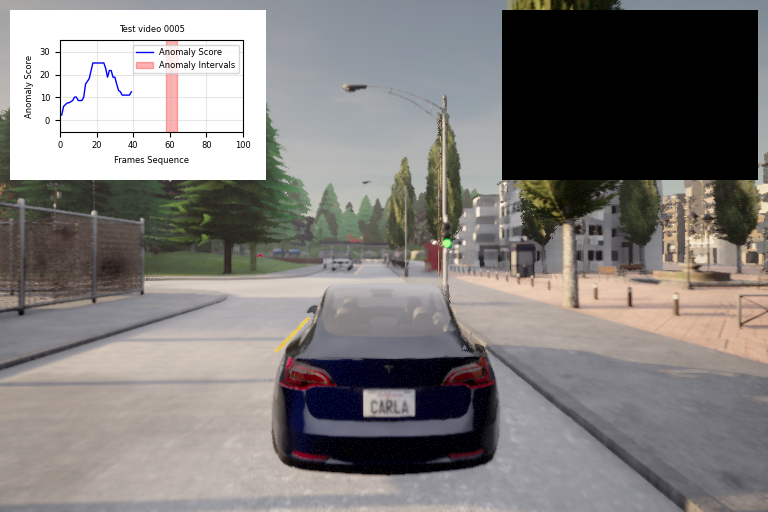 Test video 0005
Anomaly Score
Anomaly Intervals
Anomaly Score
30
20
10
0
0 20 40 60 80 100
Frames Sequence
CARLA